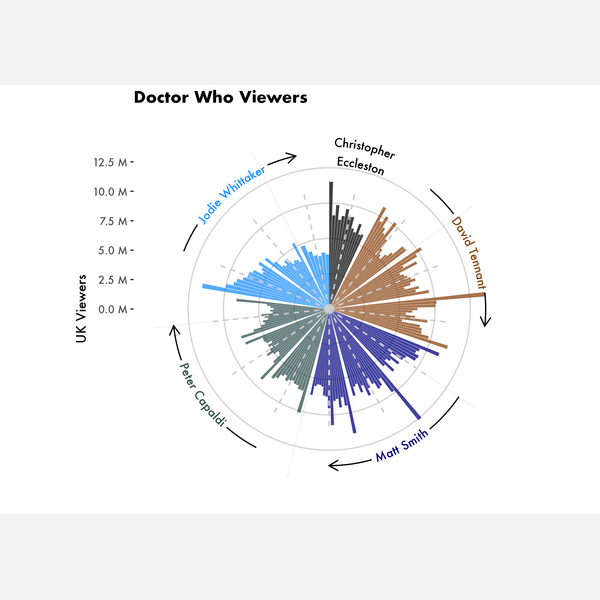 Doctor Who Viewers
Christopher
Eccleston
12.5 M
10.0 M
7.5 M
5.0 M
2.5 M
0.0 M
UK Viewers
Jodie Whittaker
David Tennant
Peter Capaldi
Matt Smith